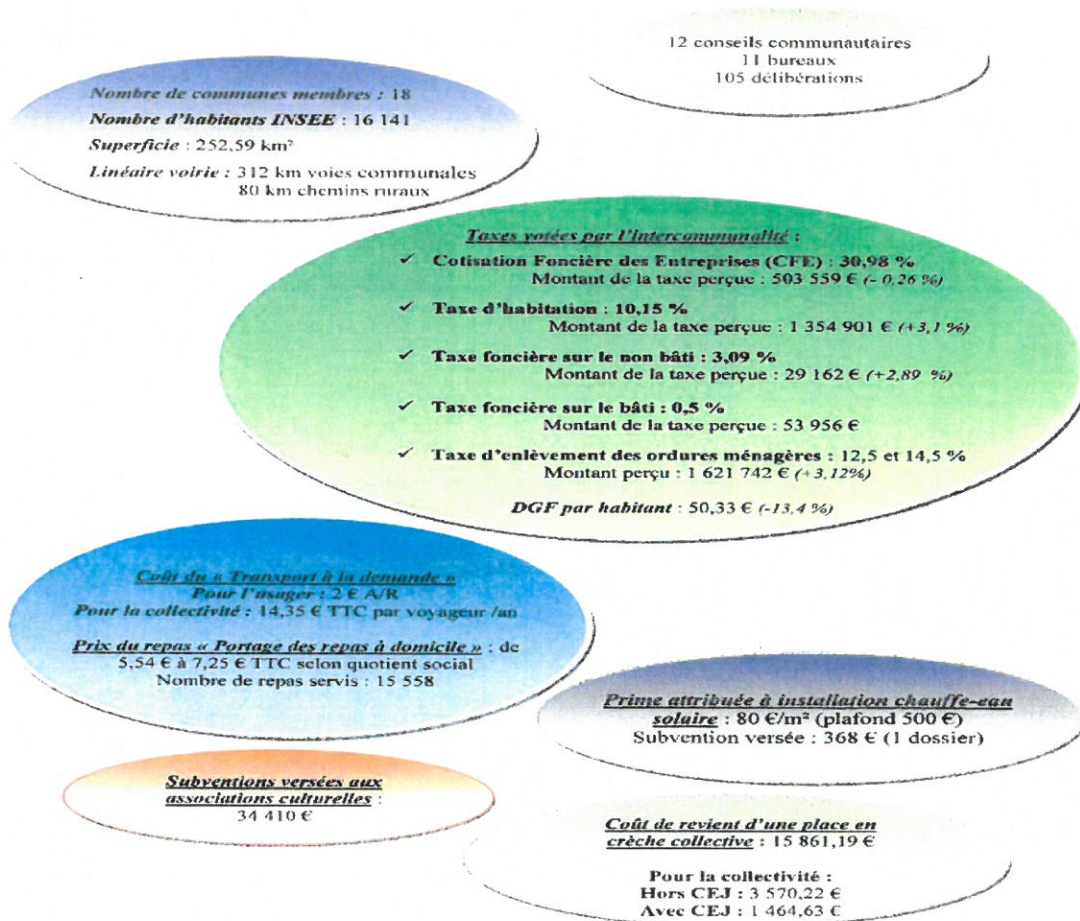 12 conseils communautaires
11 bureaux
105 délibérations
Nombre de communes membres : 18
Nombre d'habitants INSEE : 16 141
Superficie : 252,59 km²
Linéaire voirie : 312 km voies communales
80 km chemins ruraux
Taxes votées par l'Intercommunalité :
✓ Cotisation Foncière des Entreprises (CFE) : 30,98 %
Montant de la taxe perçue : 503 559 € (- 0,26 %)
✓ Taxe d'habitation : 10,15 %
Montant de la taxe perçue : 1 354 901 € (+3,1 %)
✓ Taxe foncière sur le non bâti : 3,09 %
Montant de la taxe perçue : 29 162 € (+2,89 %)
✓ Taxe foncière sur le bâti : 0,5 %
Montant de la taxe perçue : 53 956 €
✓ Taxe d'enlèvement des ordures ménagères : 12,5 et 14,5 %
Montant perçu : 1 621 742 € (+3,12%)
DGF par habitant : 50,33 € (-13,4 %)
Coût du « Transport à la demande »
Pour l'usager : 2 € A/R
Pour la collectivité : 14,35 € TTC par voyageur /an
Prix du repas « Portage des repas à domicile » : de
5,54 € à 7,25 € TTC selon quotient social
Nombre de repas servis : 15 558
Prime attribuée à installation chauffe-eau
solaire : 80 €/m² (plafond 500 €)
Subvention versée : 368 € (1 dossier)
Subventions versées aux
associations culturelles :
34 410 €
Coût de revient d'une place en
crèche collective : 15 861,19 €
Pour la collectivité :
Hors CEJ : 3 570,22 €
Avec CEJ : 1 464,63 €